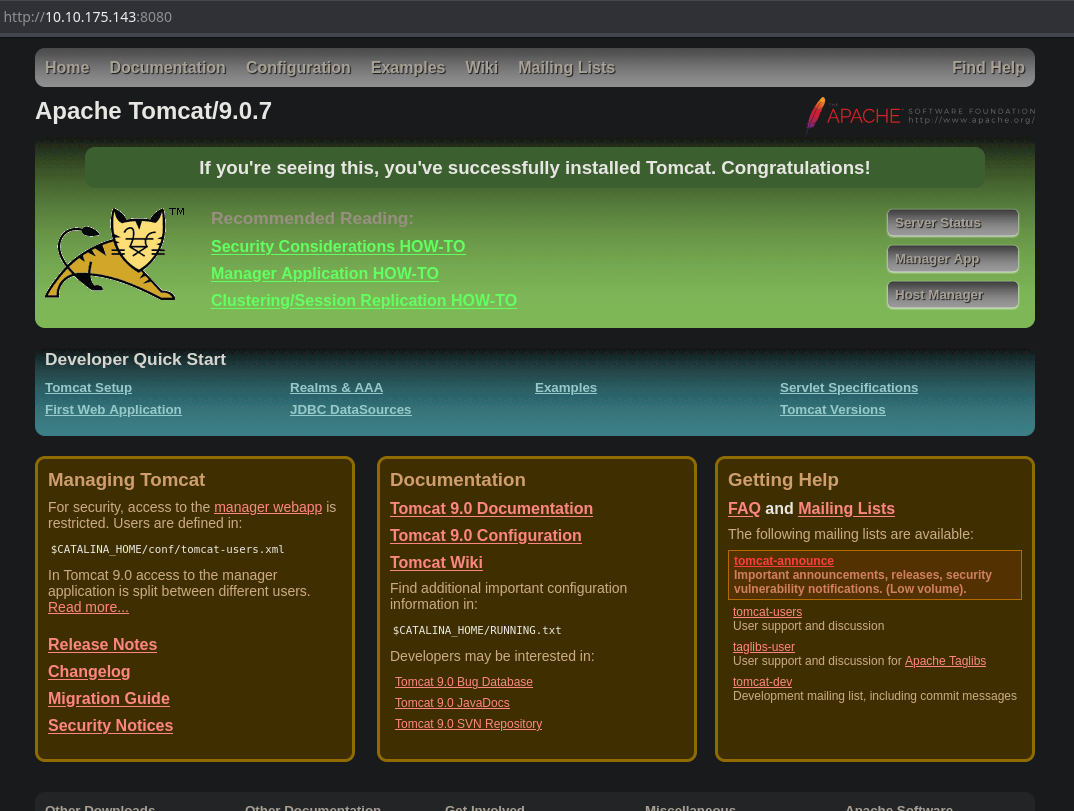 http://10.10.175.143:8080
Home Documentation Configuration Examples Wiki Mailing Lists Find Help
Apache Tomcat/9.0.7
THE APACHE™ SOFTWARE FOUNDATION
http://www.apache.org/
If you're seeing this, you've successfully installed Tomcat. Congratulations!
TM
Recommended Reading:
Security Considerations HOW-TO
Manager Application HOW-TO
Clustering/Session Replication HOW-TO
Server Status
Manager App
Host Manager
Developer Quick Start
Tomcat Setup
First Web Application
Realms & AAA
JDBC DataSources
Examples
Servlet Specifications
Tomcat Versions
Managing Tomcat
For security, access to the manager webapp is
restricted. Users are defined in:
$CATALINA_HOME/conf/tomcat-users.xml
In Tomcat 9.0 access to the manager
application is split between different users.
Read more...
Release Notes
Changelog
Migration Guide
Security Notices
Documentation
Tomcat 9.0 Documentation
Tomcat 9.0 Configuration
Tomcat Wiki
Find additional important configuration
information in:
$CATALINA_HOME/RUNNING.txt
Developers may be interested in:
Tomcat 9.0 Bug Database
Tomcat 9.0 JavaDocs
Tomcat 9.0 SVN Repository
Getting Help
FAQ and Mailing Lists
The following mailing lists are available:
tomcat-announce
Important announcements, releases, security
vulnerability notifications. (Low volume).
tomcat-users
User support and discussion
taglibs-user
User support and discussion for Apache Taglibs
tomcat-dev
Development mailing list, including commit messages
Other Downloads Other Documentation Get Involved Miscellaneous Apache Software